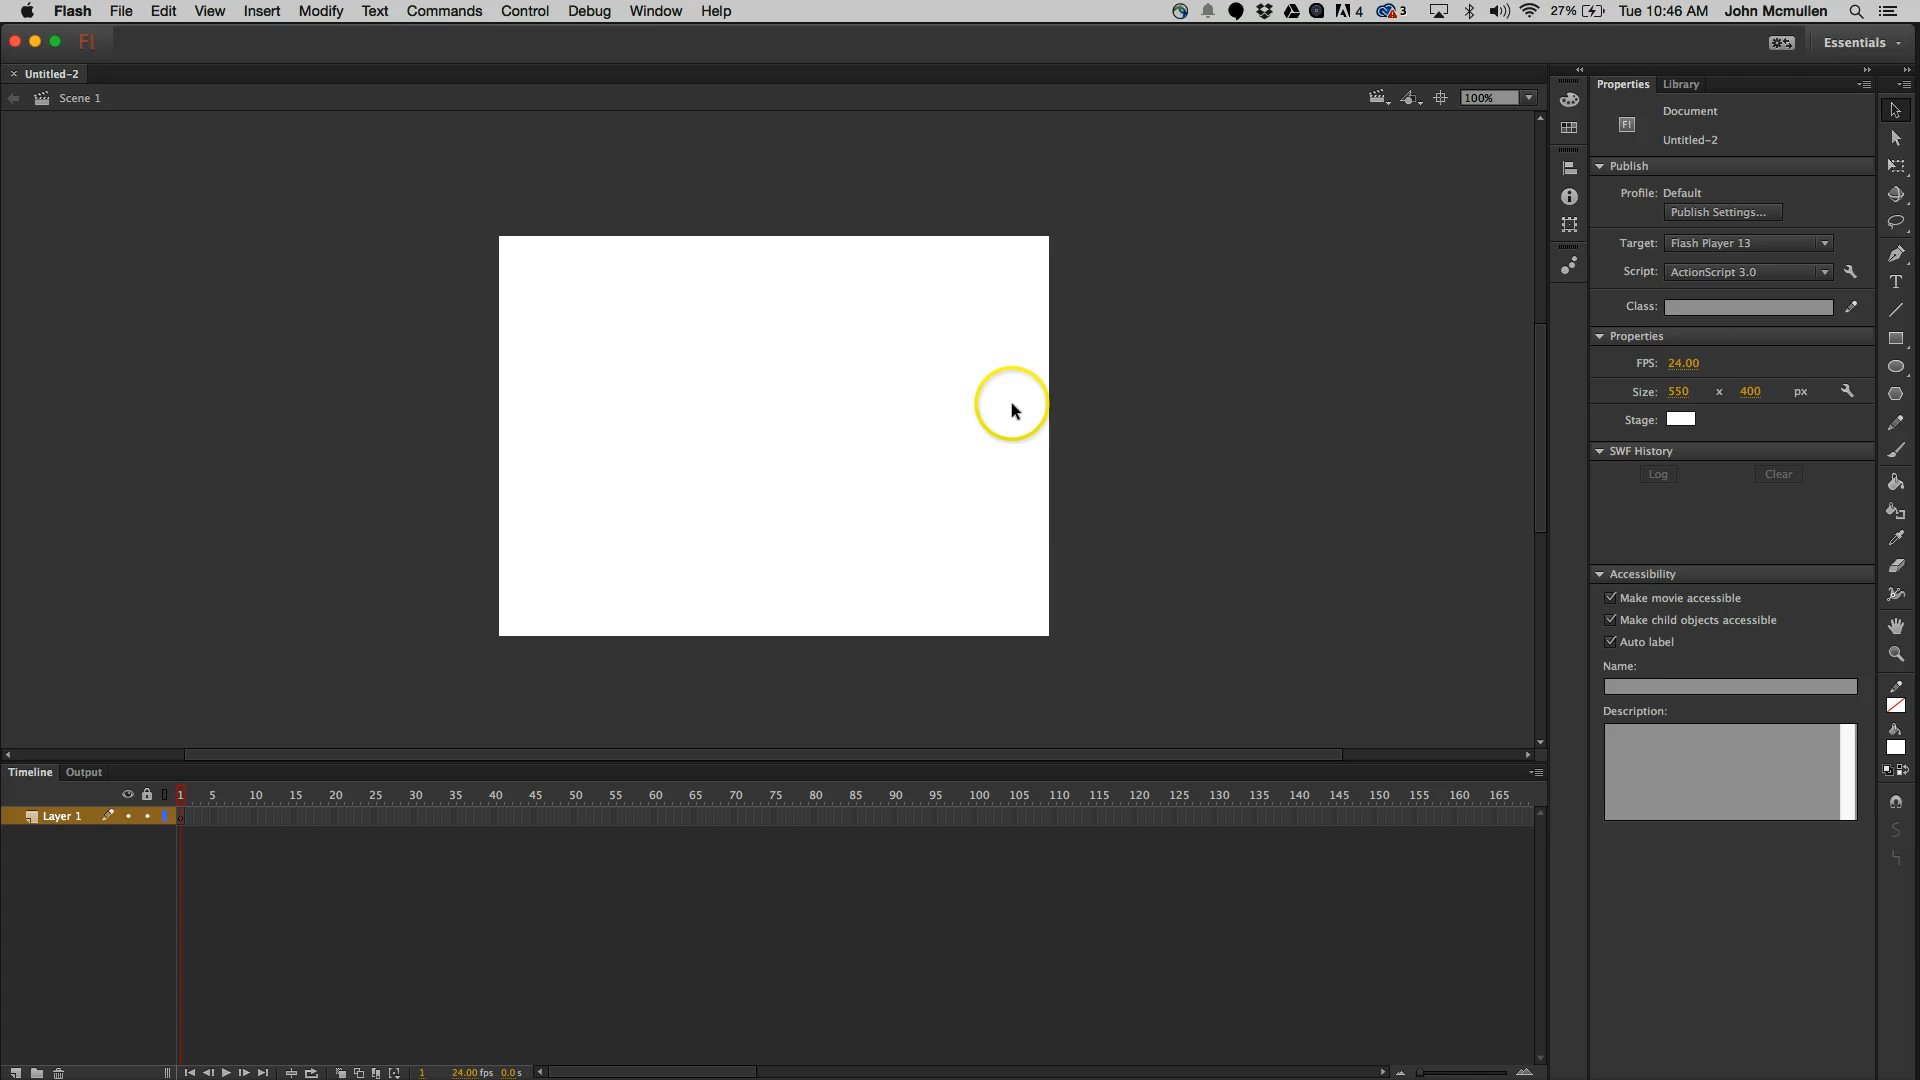 Flash File Edit View Insert Modify Text Commands Control Debug Window Help 4 3 27% Tue 10:46 AM John Mcmullen
Fl Essentials
Untitled-2
Scene 1 100%
Properties Library
Document
Fl
Untitled-2
Publish
Profile: Default
Publish Settings...
Target: Flash Player 13
Script: ActionScript 3.0
Class:
Properties
FPS: 24.00
Size: 550 x 400 px
Stage:
SWF History
Log Clear
Accessibility
Make movie accessible
Make child objects accessible
Auto label
Name:
Description:
Timeline Output
1 5 10 15 20 25 30 35 40 45 50 55 60 65 70 75 80 85 90 95 100 105 110 115 120 125 130 135 140 145 150 155 160 165
Layer 1
1 24.00 fps 0.0 s